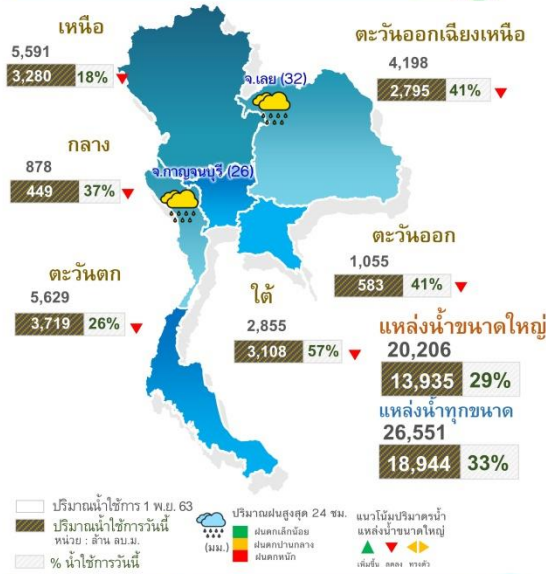 เหนือ
5,591
3,280 18%
ตะวันออกเฉียงเหนือ
4,198
2,795 41%
จ.เลย (32)
กลาง
878
449 37%
จ.กาญจนบุรี (26)
ตะวันออก
1,055
583 41%
ตะวันตก
5,629
3,719 26%
ใต้
2,855
3,108 57%
แหล่งน้ำขนาดใหญ่
20,206
13,935 29%
แหล่งน้ำทุกขนาด
26,551
18,944 33%
ปริมาณน้ำใช้การ 1 พ.ย. 63
ปริมาณน้ำใช้การวันนี้
หน่วย : ล้าน ลบ.ม.
% น้ำใช้การวันนี้
ปริมาณฝนสูงสุด 24 ชม.
(มม.)
ฝนตกเล็กน้อย
ฝนตกปานกลาง
ฝนตกหนัก
แนวโน้มปริมาตรน้ำ
แหล่งน้ำขนาดใหญ่
เพิ่มขึ้น ลดลง ทรงตัว